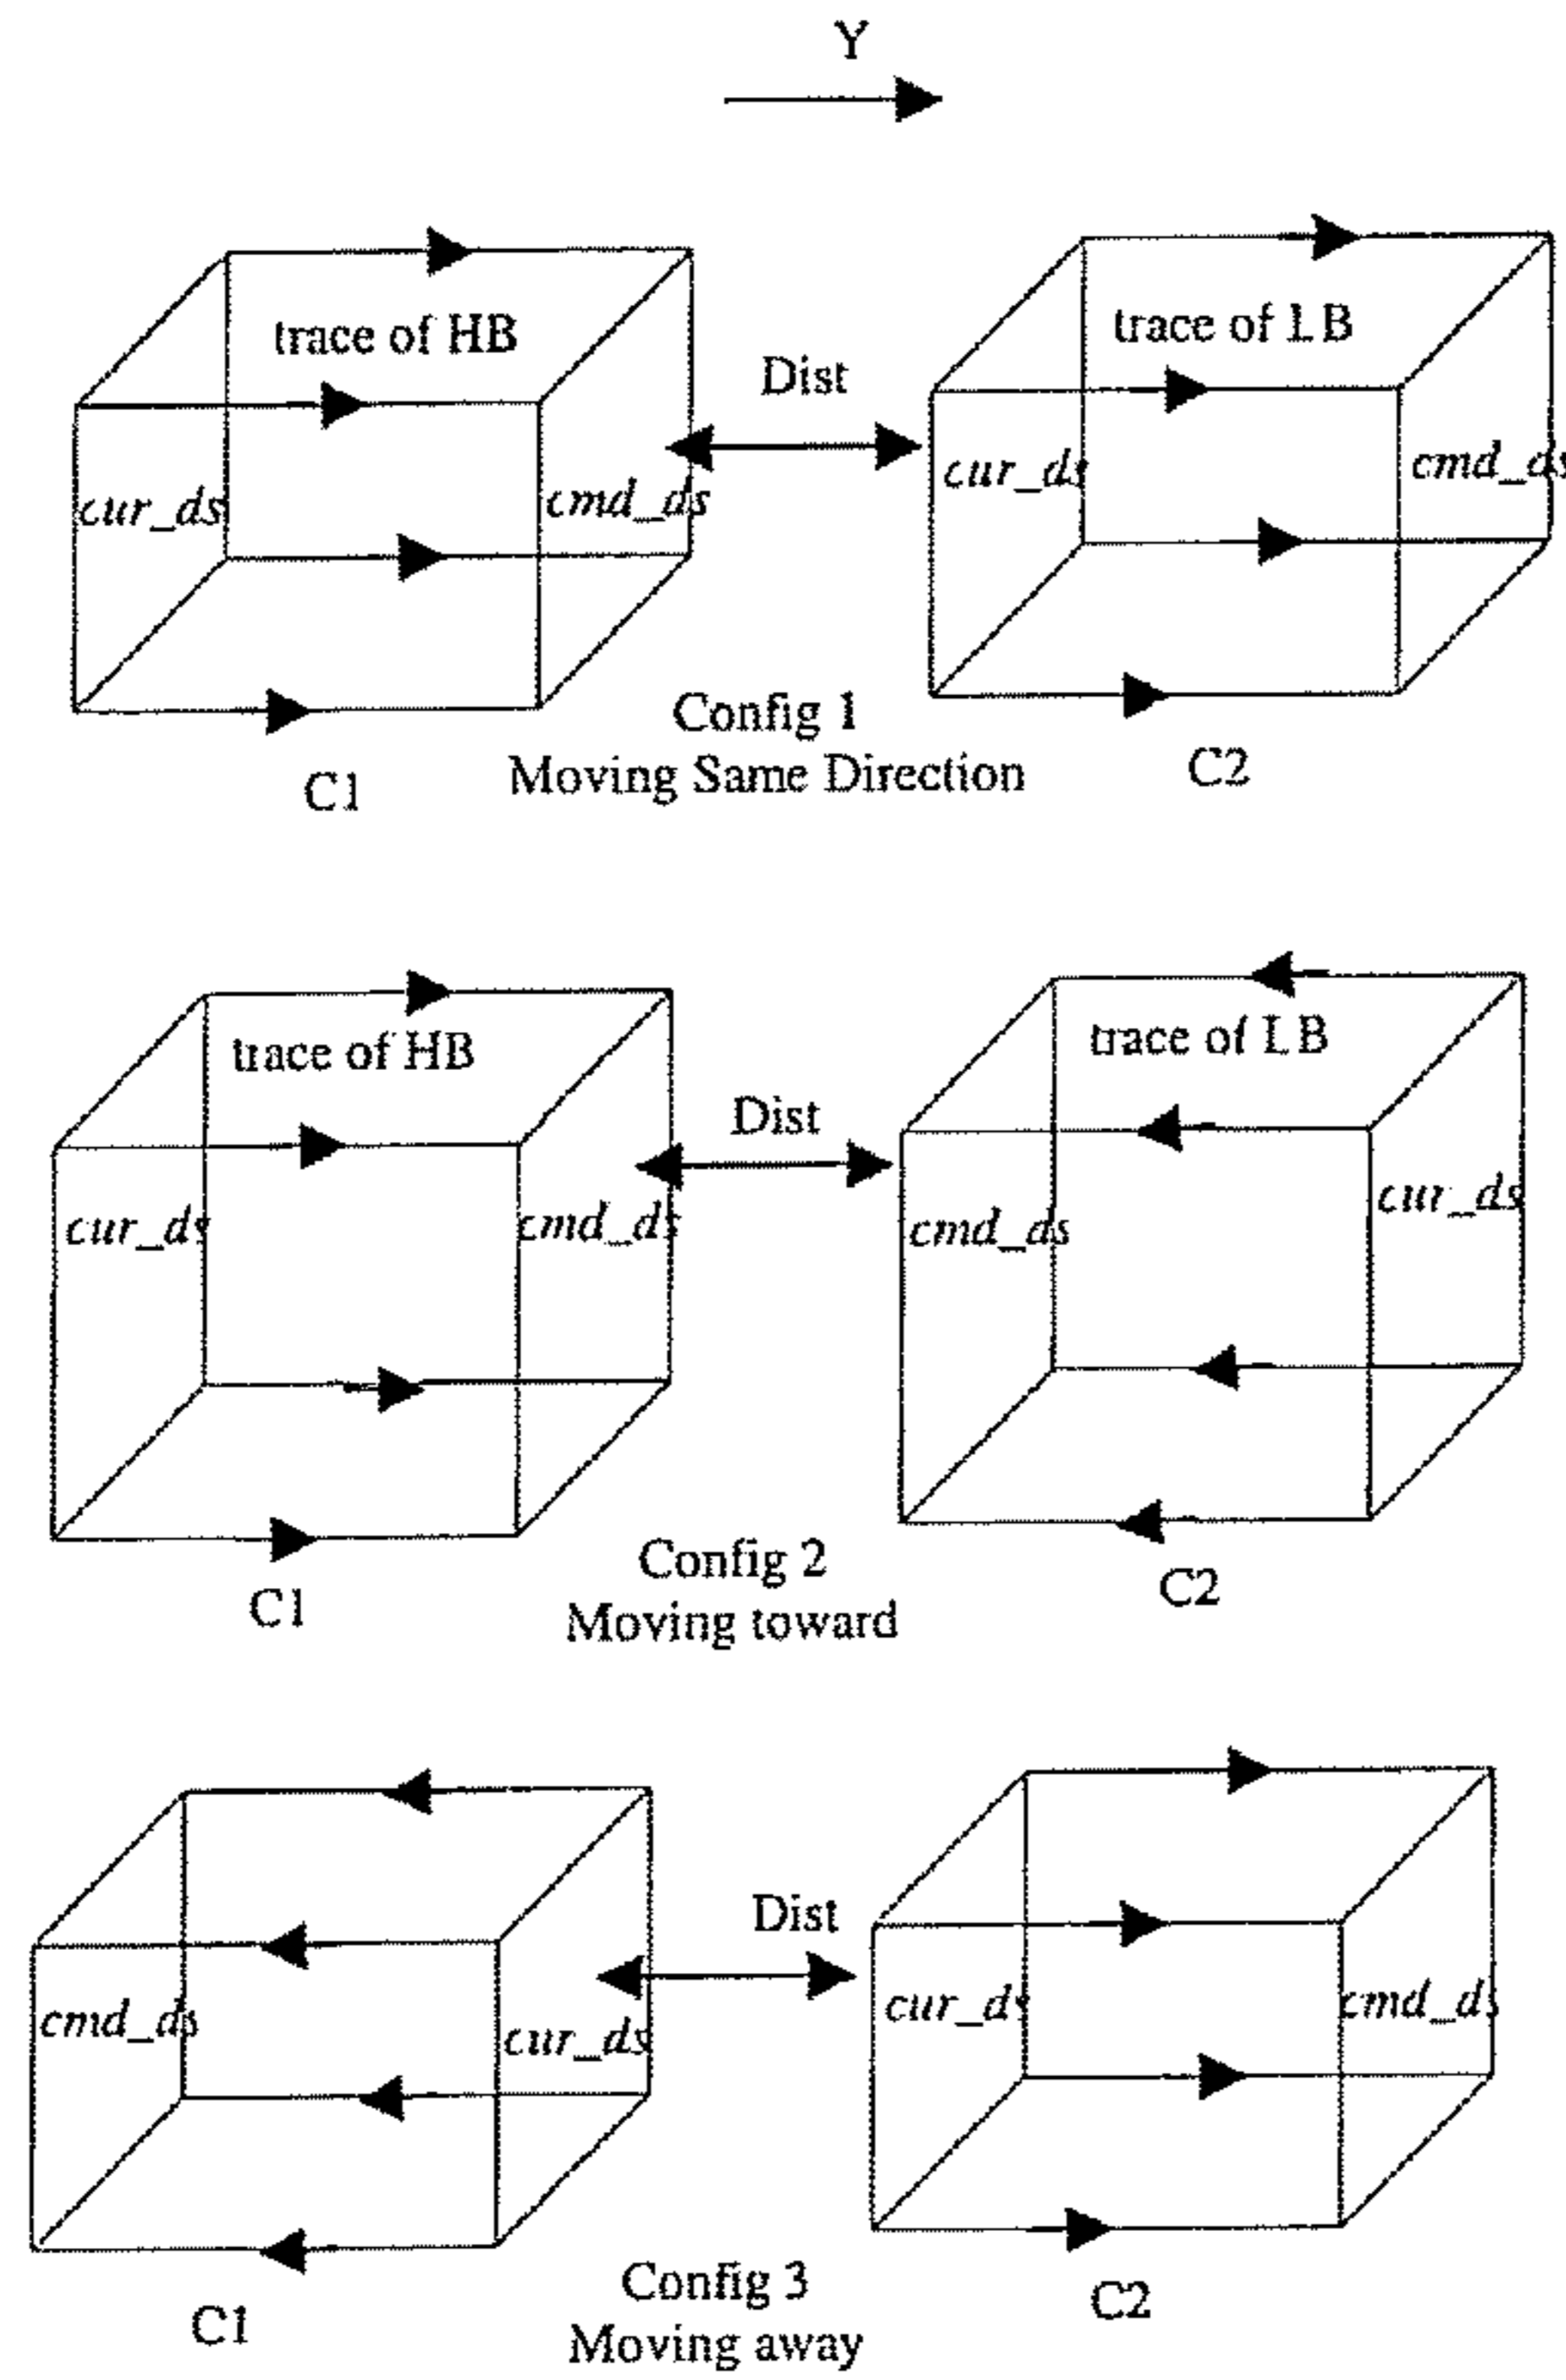 Y
trace of HB
trace of LB
Dist
cur_ds
cmd_ds
cur_ds
cmd_ds
Config 1
Moving Same Direction
C1
C2
trace of HB
trace of LB
Dist
cur_ds
cmd_ds
cmd_ds
cur_ds
Config 2
Moving toward
C1
C2
Dist
cmd_ds
cur_ds
cur_ds
cmd_ds
Config 3
Moving away
C1
C2